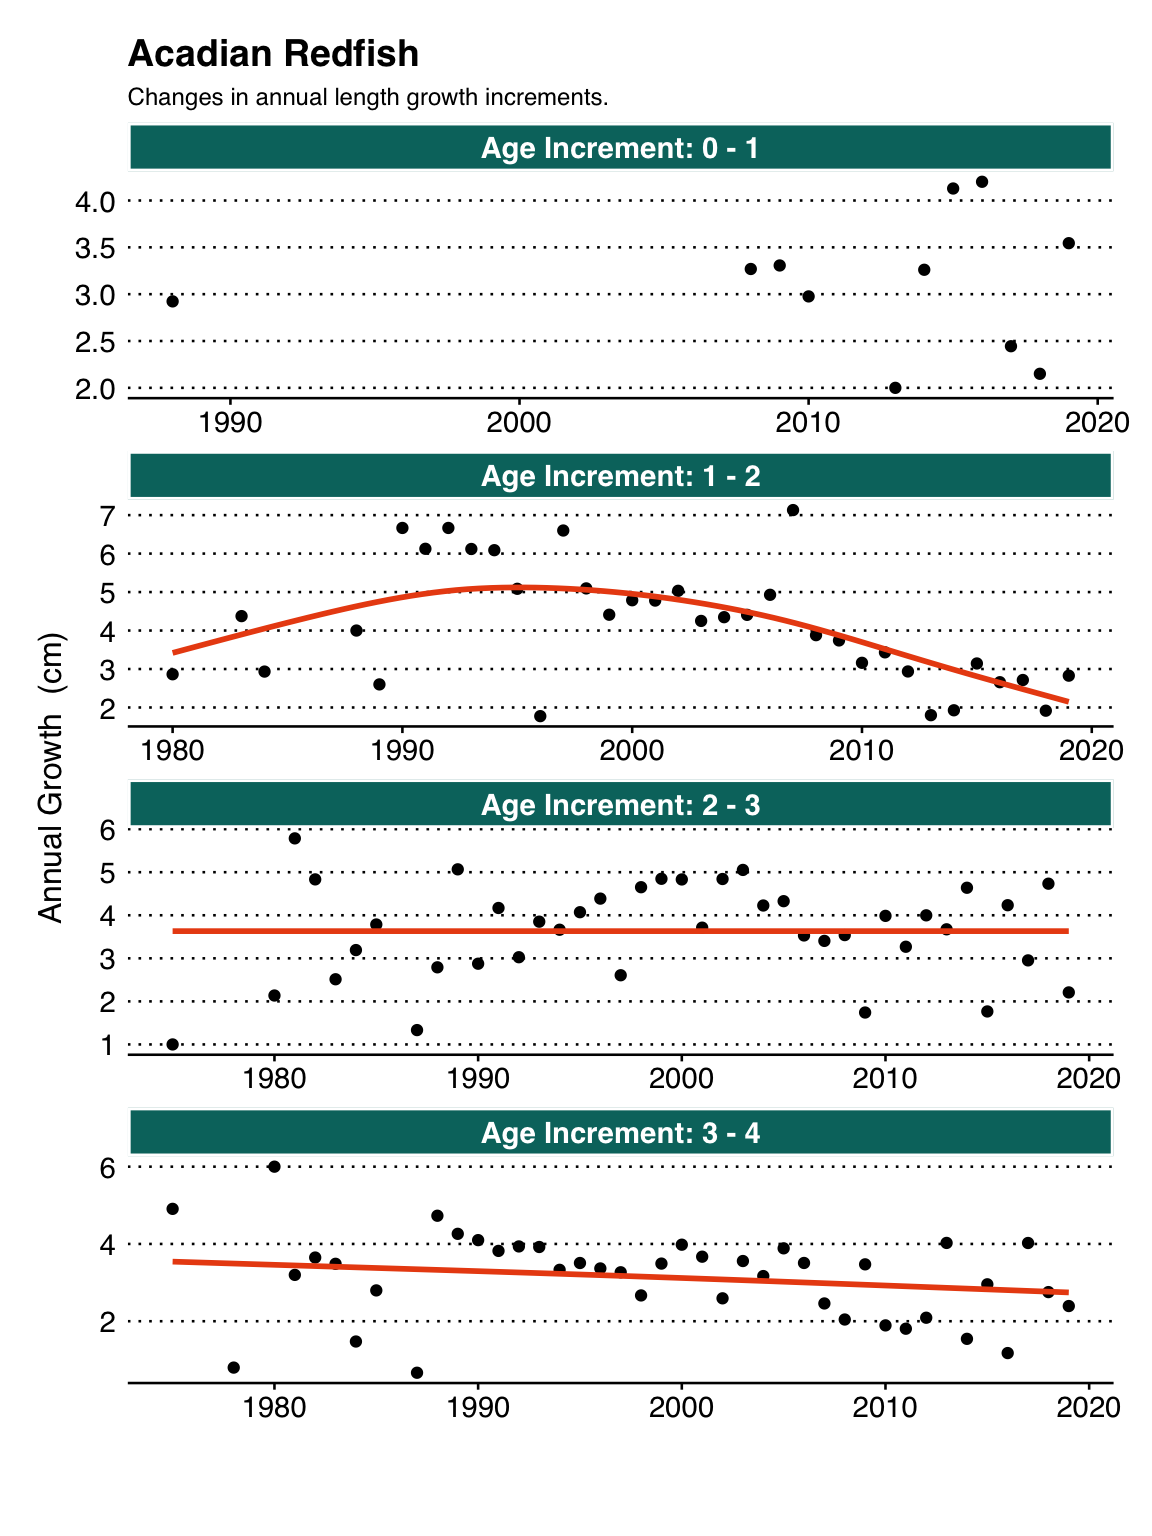 Acadian Redfish
Changes in annual length growth increments.
Annual Growth (cm)
Age Increment: 0 - 1
4.0
3.5
3.0
2.5
2.0
1990 2000 2010 2020
Age Increment: 1 - 2
7
6
5
4
3
2
1980 1990 2000 2010 2020
Age Increment: 2 - 3
6
5
4
3
2
1
1980 1990 2000 2010 2020
Age Increment: 3 - 4
6
4
2
1980 1990 2000 2010 2020